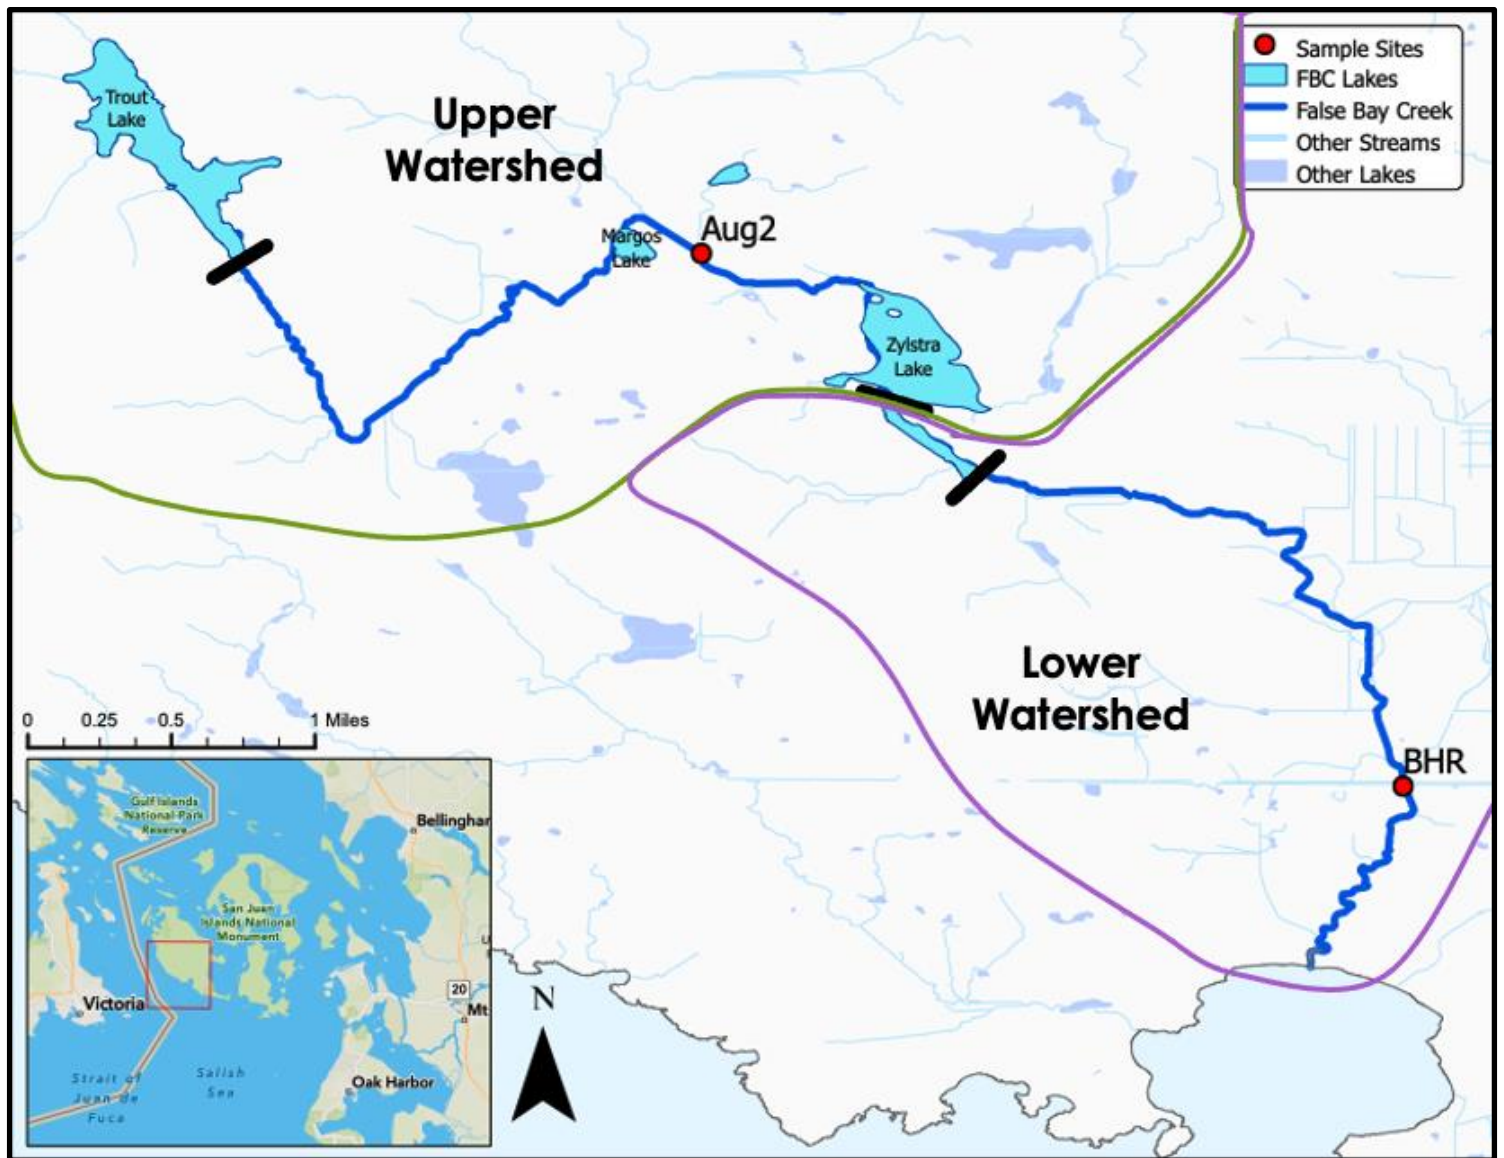 Trout
Lake
Upper
Watershed
Margos
Lake
Aug2
Zylstra
Lake
Sample Sites
FBC Lakes
False Bay Creek
Other Streams
Other Lakes
Lower
Watershed
BHR
0 0.25 0.5 1 Miles
Gulf Islands
National Park
Reserve
Bellinghar
San Juan
Islands National
Monument
Victoria
20
Mt
Strait of
Juan de
Fuca
Salish
Sea
Oak Harbor
N